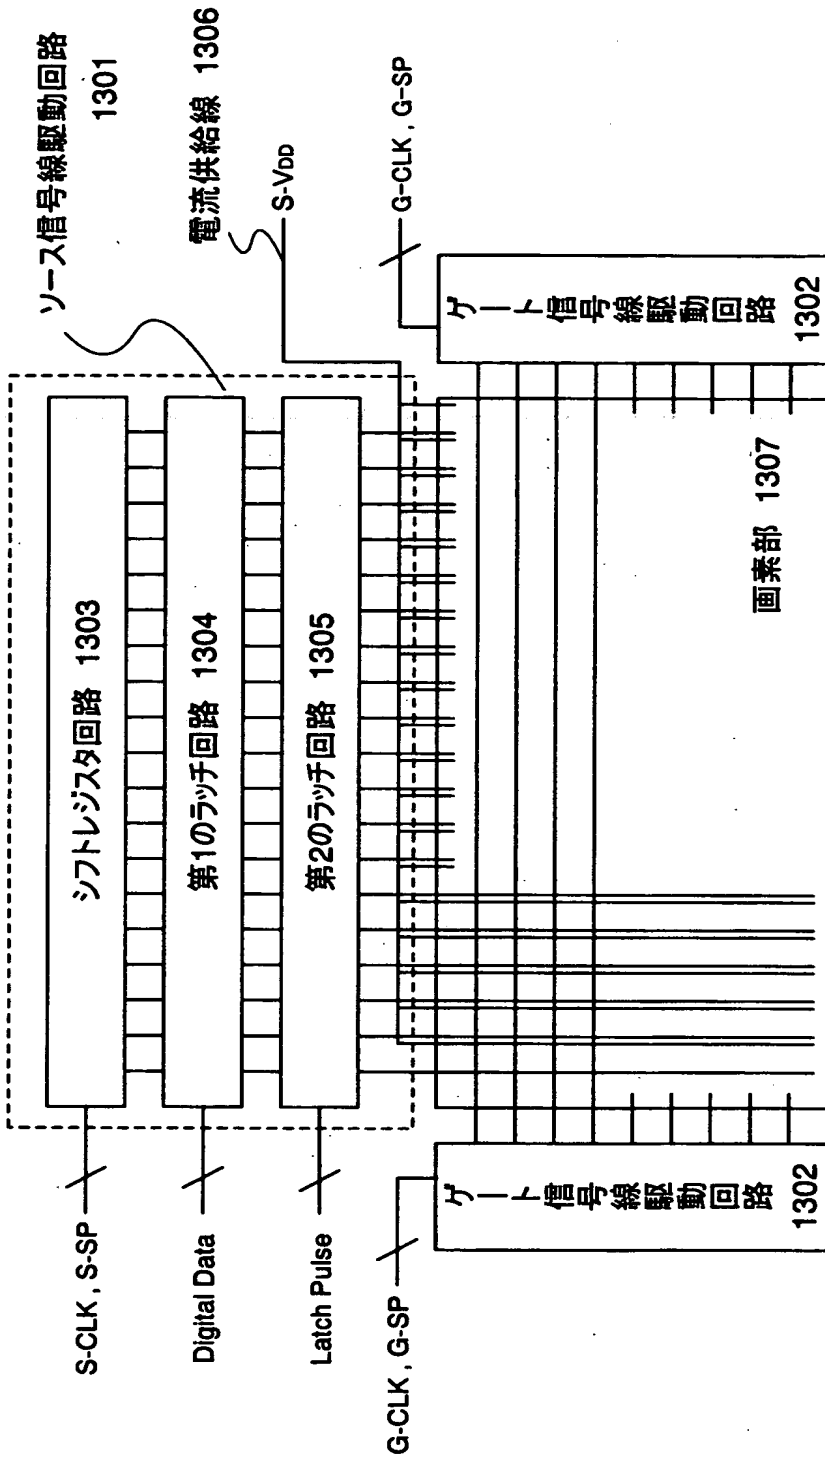 ソース信号線駆動回路
1301
電流供給線 1306
S-VDD
G-CLK , G-SP
S-CLK , S-SP
シフトレジスタ回路 1303
Digital Data
第1のラッチ回路 1304
Latch Pulse
第2のラッチ回路 1305
G-CLK , G-SP
ゲート信号線駆動回路
1302
画素部 1307
ゲート信号線駆動回路
1302